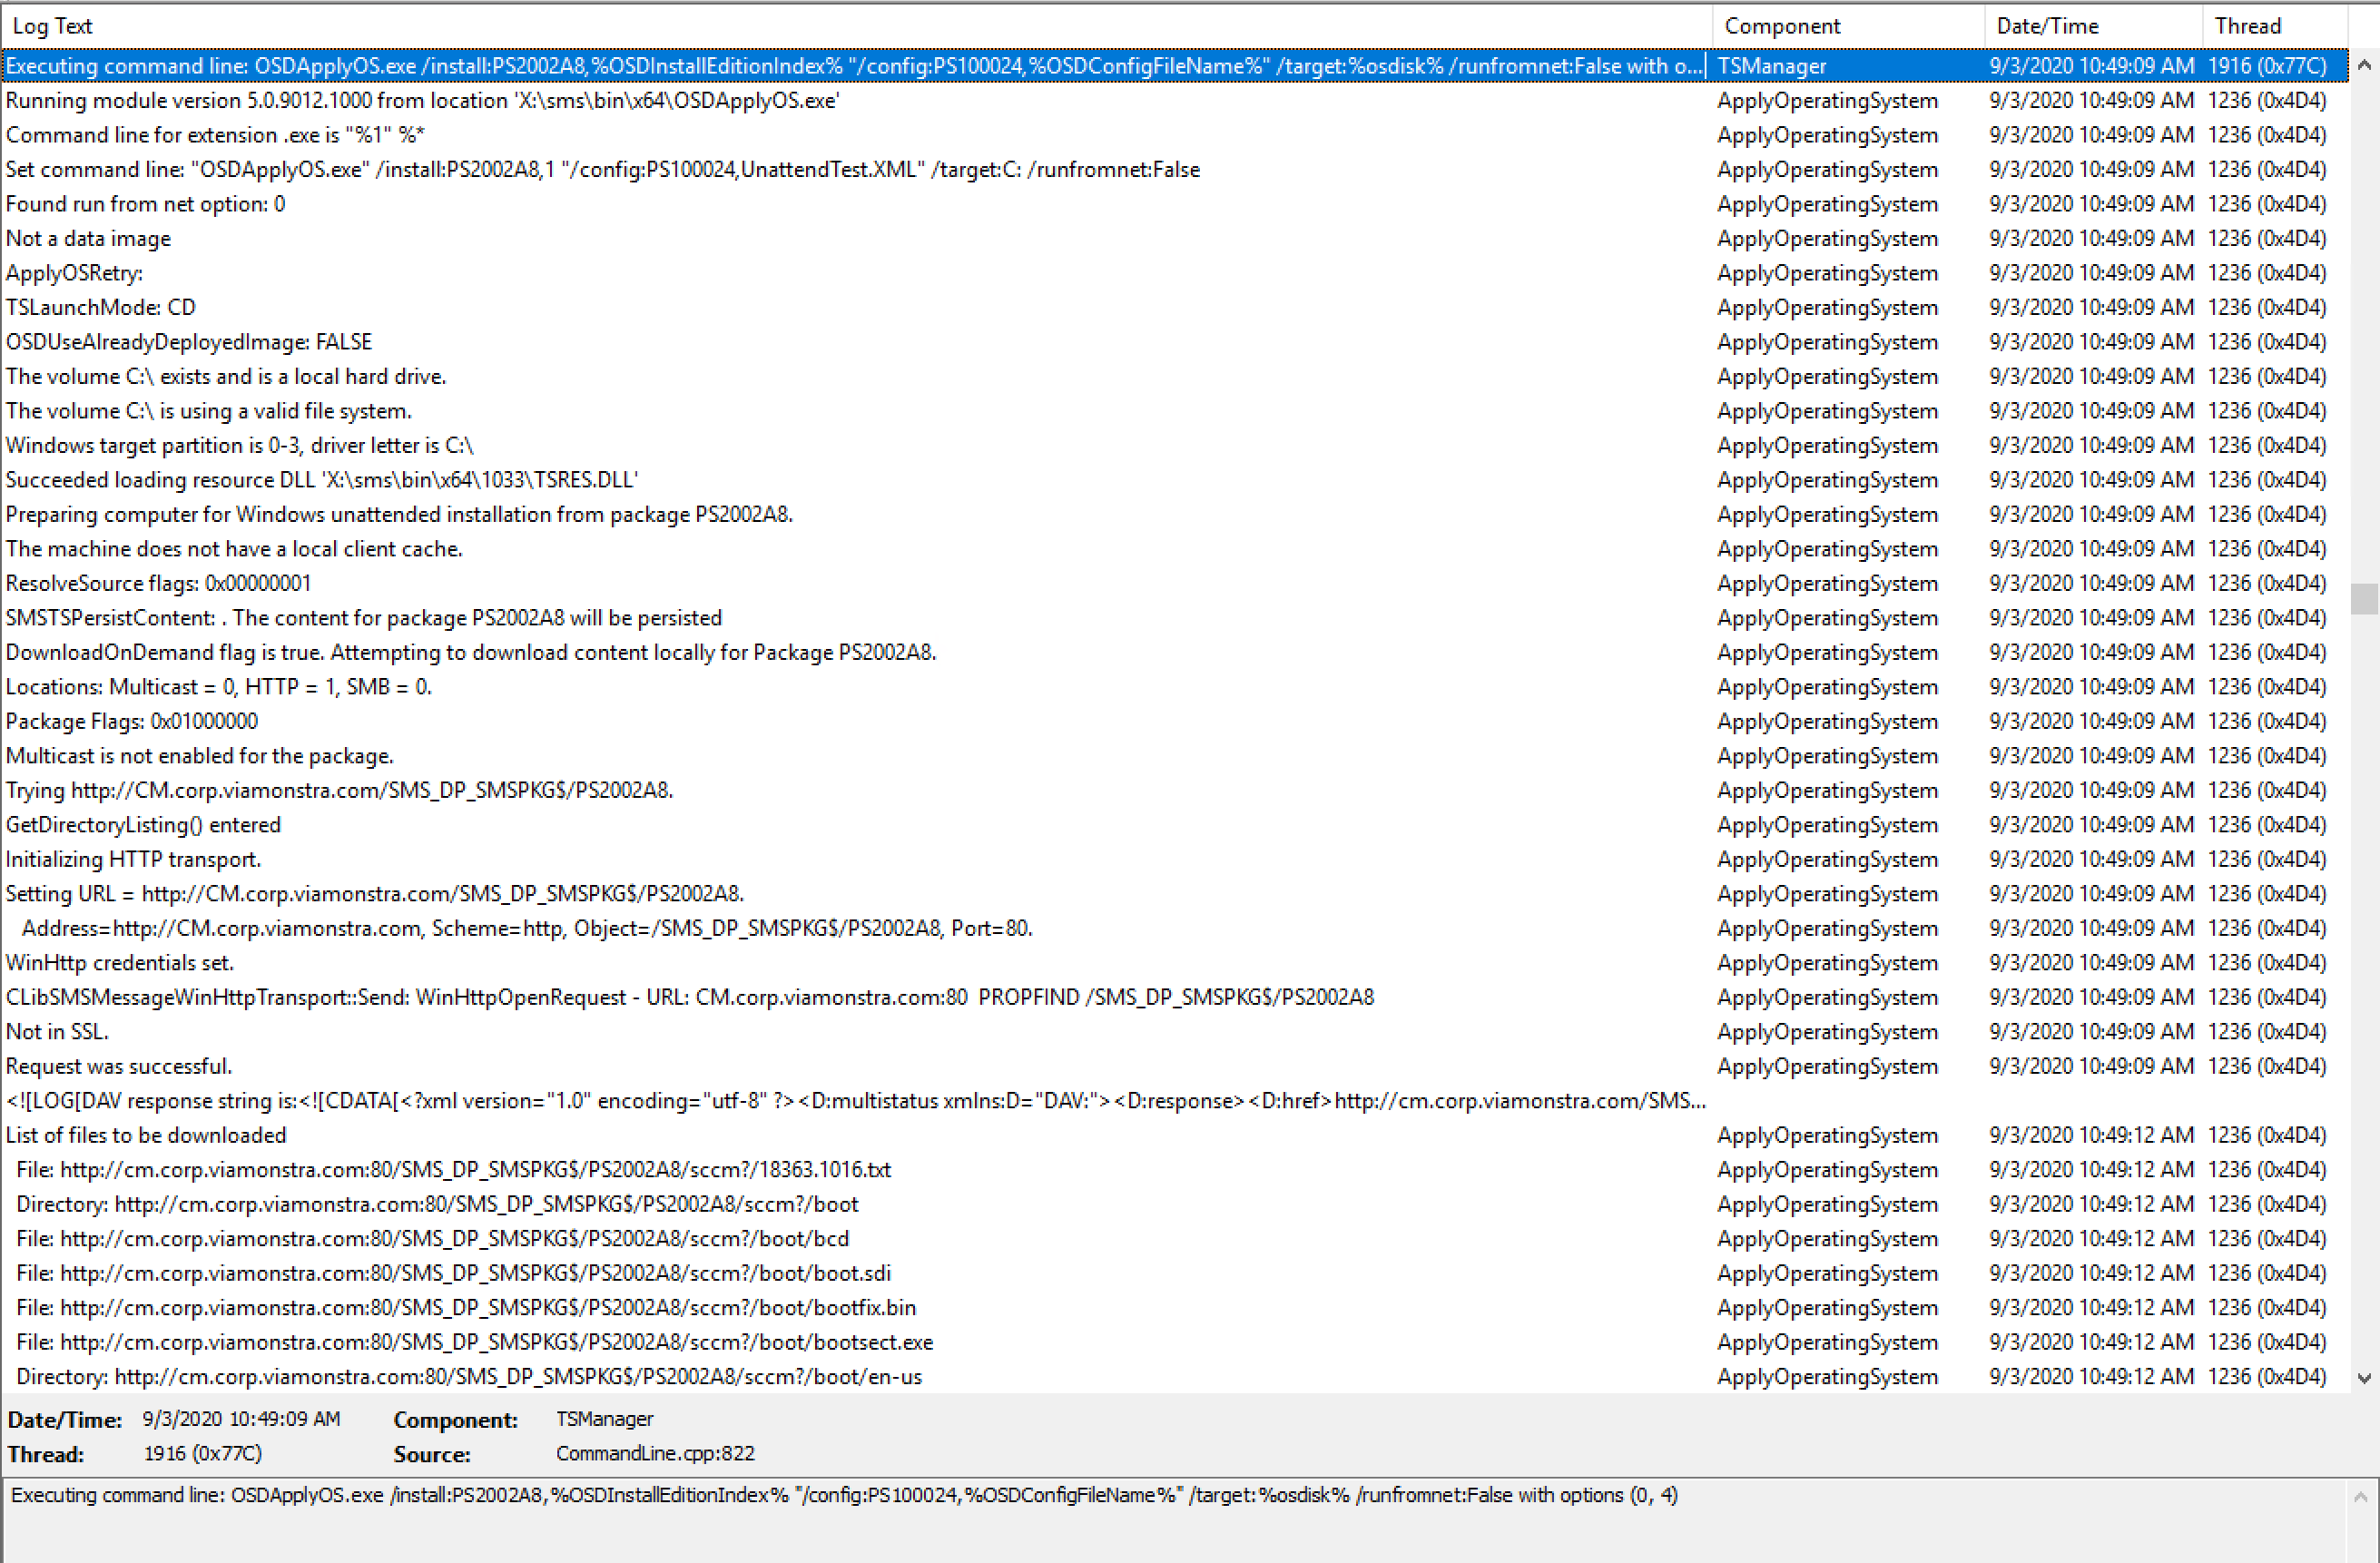 Log Text Component Date/Time Thread
Executing command line: OSDApplyOS.exe /install:PS2002A8,%OSDInstallEditionIndex% "/config:PS100024,%OSDConfigFileName%" /target:%osdisk% /runfromnet:False with o... TSManager 9/3/2020 10:49:09 AM 1916 (0x77C)
Running module version 5.0.9012.1000 from location 'X:\sms\bin\x64\OSDApplyOS.exe' ApplyOperatingSystem 9/3/2020 10:49:09 AM 1236 (0x4D4)
Command line for extension .exe is "%1" %* ApplyOperatingSystem 9/3/2020 10:49:09 AM 1236 (0x4D4)
Set command line: "OSDApplyOS.exe" /install:PS2002A8,1 "/config:PS100024,UnattendTest.XML" /target:C: /runfromnet:False ApplyOperatingSystem 9/3/2020 10:49:09 AM 1236 (0x4D4)
Found run from net option: 0 ApplyOperatingSystem 9/3/2020 10:49:09 AM 1236 (0x4D4)
Not a data image ApplyOperatingSystem 9/3/2020 10:49:09 AM 1236 (0x4D4)
ApplyOSRetry: ApplyOperatingSystem 9/3/2020 10:49:09 AM 1236 (0x4D4)
TSLaunchMode: CD ApplyOperatingSystem 9/3/2020 10:49:09 AM 1236 (0x4D4)
OSDUseAlreadyDeployedImage: FALSE ApplyOperatingSystem 9/3/2020 10:49:09 AM 1236 (0x4D4)
The volume C:\ exists and is a local hard drive. ApplyOperatingSystem 9/3/2020 10:49:09 AM 1236 (0x4D4)
The volume C:\ is using a valid file system. ApplyOperatingSystem 9/3/2020 10:49:09 AM 1236 (0x4D4)
Windows target partition is 0-3, driver letter is C:\ ApplyOperatingSystem 9/3/2020 10:49:09 AM 1236 (0x4D4)
Succeeded loading resource DLL 'X:\sms\bin\x64\1033\TSRES.DLL' ApplyOperatingSystem 9/3/2020 10:49:09 AM 1236 (0x4D4)
Preparing computer for Windows unattended installation from package PS2002A8. ApplyOperatingSystem 9/3/2020 10:49:09 AM 1236 (0x4D4)
The machine does not have a local client cache. ApplyOperatingSystem 9/3/2020 10:49:09 AM 1236 (0x4D4)
ResolveSource flags: 0x00000001 ApplyOperatingSystem 9/3/2020 10:49:09 AM 1236 (0x4D4)
SMSTSPersistContent: . The content for package PS2002A8 will be persisted ApplyOperatingSystem 9/3/2020 10:49:09 AM 1236 (0x4D4)
DownloadOnDemand flag is true. Attempting to download content locally for Package PS2002A8. ApplyOperatingSystem 9/3/2020 10:49:09 AM 1236 (0x4D4)
Locations: Multicast = 0, HTTP = 1, SMB = 0. ApplyOperatingSystem 9/3/2020 10:49:09 AM 1236 (0x4D4)
Package Flags: 0x01000000 ApplyOperatingSystem 9/3/2020 10:49:09 AM 1236 (0x4D4)
Multicast is not enabled for the package. ApplyOperatingSystem 9/3/2020 10:49:09 AM 1236 (0x4D4)
Trying http://CM.corp.viamonstra.com/SMS_DP_SMSPKG$/PS2002A8. ApplyOperatingSystem 9/3/2020 10:49:09 AM 1236 (0x4D4)
GetDirectoryListing() entered ApplyOperatingSystem 9/3/2020 10:49:09 AM 1236 (0x4D4)
Initializing HTTP transport. ApplyOperatingSystem 9/3/2020 10:49:09 AM 1236 (0x4D4)
Setting URL = http://CM.corp.viamonstra.com/SMS_DP_SMSPKG$/PS2002A8. ApplyOperatingSystem 9/3/2020 10:49:09 AM 1236 (0x4D4)
Address=http://CM.corp.viamonstra.com, Scheme=http, Object=/SMS_DP_SMSPKG$/PS2002A8, Port=80. ApplyOperatingSystem 9/3/2020 10:49:09 AM 1236 (0x4D4)
WinHttp credentials set. ApplyOperatingSystem 9/3/2020 10:49:09 AM 1236 (0x4D4)
CLibSMSMessageWinHttpTransport::Send: WinHttpOpenRequest - URL: CM.corp.viamonstra.com:80  PROPFIND /SMS_DP_SMSPKG$/PS2002A8 ApplyOperatingSystem 9/3/2020 10:49:09 AM 1236 (0x4D4)
Not in SSL. ApplyOperatingSystem 9/3/2020 10:49:09 AM 1236 (0x4D4)
Request was successful. ApplyOperatingSystem 9/3/2020 10:49:09 AM 1236 (0x4D4)
<![LOG[DAV response string is:<![CDATA[<?xml version="1.0" encoding="utf-8" ?><D:multistatus xmlns:D="DAV:"><D:response><D:href>http://cm.corp.viamonstra.com/SMS...
List of files to be downloaded ApplyOperatingSystem 9/3/2020 10:49:12 AM 1236 (0x4D4)
File: http://cm.corp.viamonstra.com:80/SMS_DP_SMSPKG$/PS2002A8/sccm?/18363.1016.txt ApplyOperatingSystem 9/3/2020 10:49:12 AM 1236 (0x4D4)
Directory: http://cm.corp.viamonstra.com:80/SMS_DP_SMSPKG$/PS2002A8/sccm?/boot ApplyOperatingSystem 9/3/2020 10:49:12 AM 1236 (0x4D4)
File: http://cm.corp.viamonstra.com:80/SMS_DP_SMSPKG$/PS2002A8/sccm?/boot/bcd ApplyOperatingSystem 9/3/2020 10:49:12 AM 1236 (0x4D4)
File: http://cm.corp.viamonstra.com:80/SMS_DP_SMSPKG$/PS2002A8/sccm?/boot/boot.sdi ApplyOperatingSystem 9/3/2020 10:49:12 AM 1236 (0x4D4)
File: http://cm.corp.viamonstra.com:80/SMS_DP_SMSPKG$/PS2002A8/sccm?/boot/bootfix.bin ApplyOperatingSystem 9/3/2020 10:49:12 AM 1236 (0x4D4)
File: http://cm.corp.viamonstra.com:80/SMS_DP_SMSPKG$/PS2002A8/sccm?/boot/bootsect.exe ApplyOperatingSystem 9/3/2020 10:49:12 AM 1236 (0x4D4)
Directory: http://cm.corp.viamonstra.com:80/SMS_DP_SMSPKG$/PS2002A8/sccm?/boot/en-us ApplyOperatingSystem 9/3/2020 10:49:12 AM 1236 (0x4D4)
Date/Time: 9/3/2020 10:49:09 AM Component: TSManager
Thread: 1916 (0x77C) Source: CommandLine.cpp:822
Executing command line: OSDApplyOS.exe /install:PS2002A8,%OSDInstallEditionIndex% "/config:PS100024,%OSDConfigFileName%" /target:%osdisk% /runfromnet:False with options (0, 4)